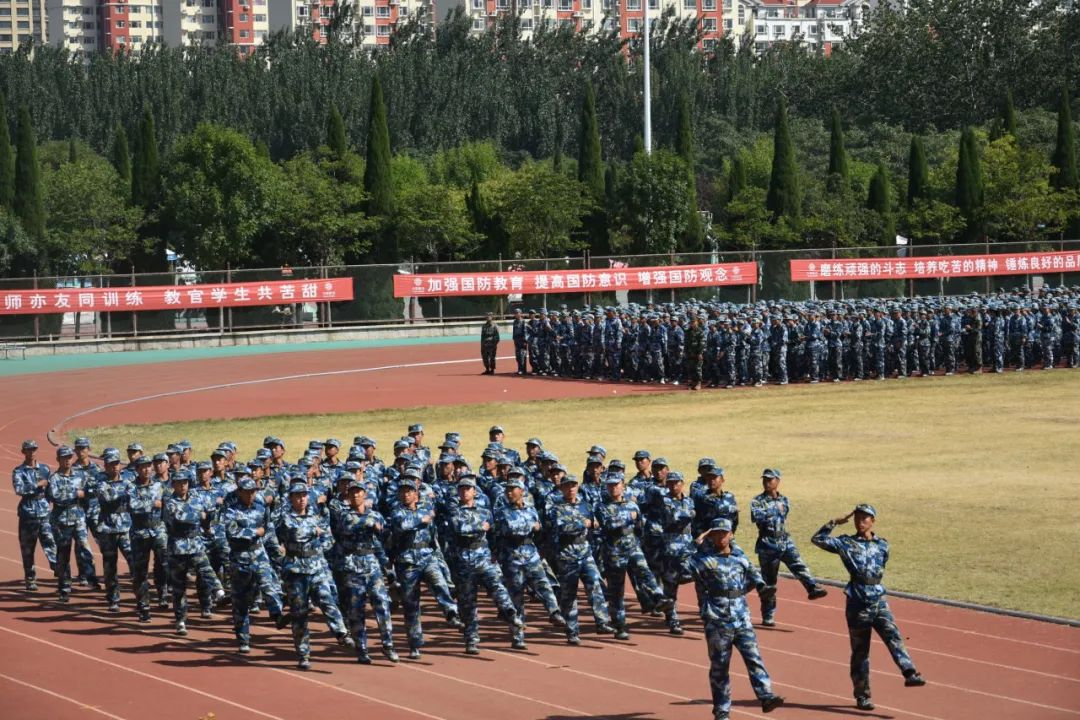 师亦友同训练 教官学生共苦甜
加强国防教育 提高国防意识 增强国防观念
磨练顽强的斗志 培养吃苦的精神 锤练良好的品